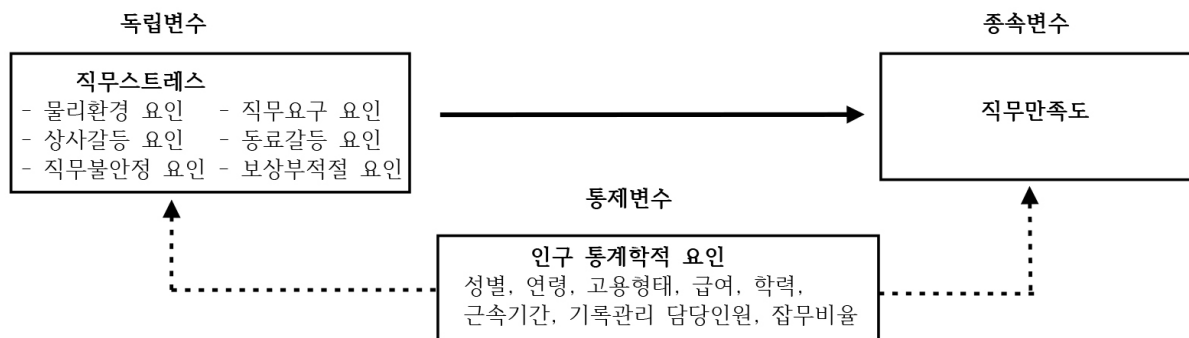 독립변수
종속변수
직무스트레스
- 물리환경 요인 - 직무요구 요인
- 상사갈등 요인 - 동료갈등 요인
- 직무불안정 요인 - 보상부적절 요인
직무만족도
통제변수
인구 통계학적 요인
성별, 연령, 고용형태, 급여, 학력,
근속기간, 기록관리 담당인원, 잡무비율